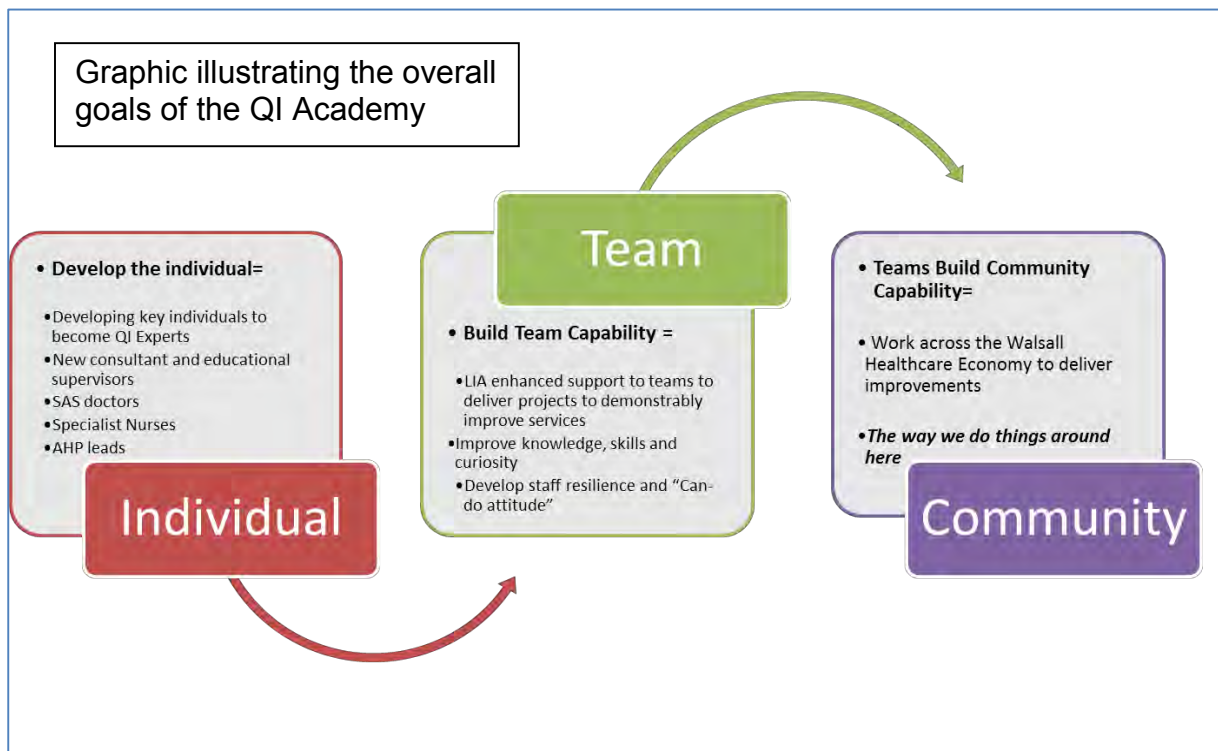 Graphic illustrating the overall
goals of the QI Academy
• Develop the individual=
•Developing key individuals to
become QI Experts
•New consultant and educational
supervisors
•SAS doctors
•Specialist Nurses
•AHP leads
Individual
Team
• Build Team Capability =
•LIA enhanced support to teams to
deliver projects to demonstrably
improve services
•Improve knowledge, skills and
curiosity
•Develop staff resilience and “Can-
do attitude”
• Teams Build Community
Capability=
• Work across the Walsall
Healthcare Economy to deliver
improvements
•The way we do things around
here
Community